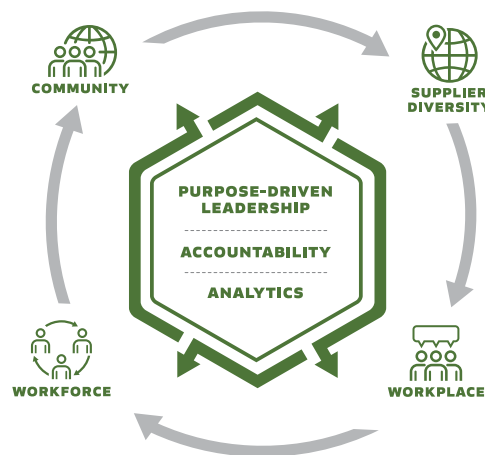 COMMUNITY
SUPPLIER
DIVERSITY
PURPOSE-DRIVEN
LEADERSHIP
ACCOUNTABILITY
ANALYTICS
WORKFORCE
WORKPLACE